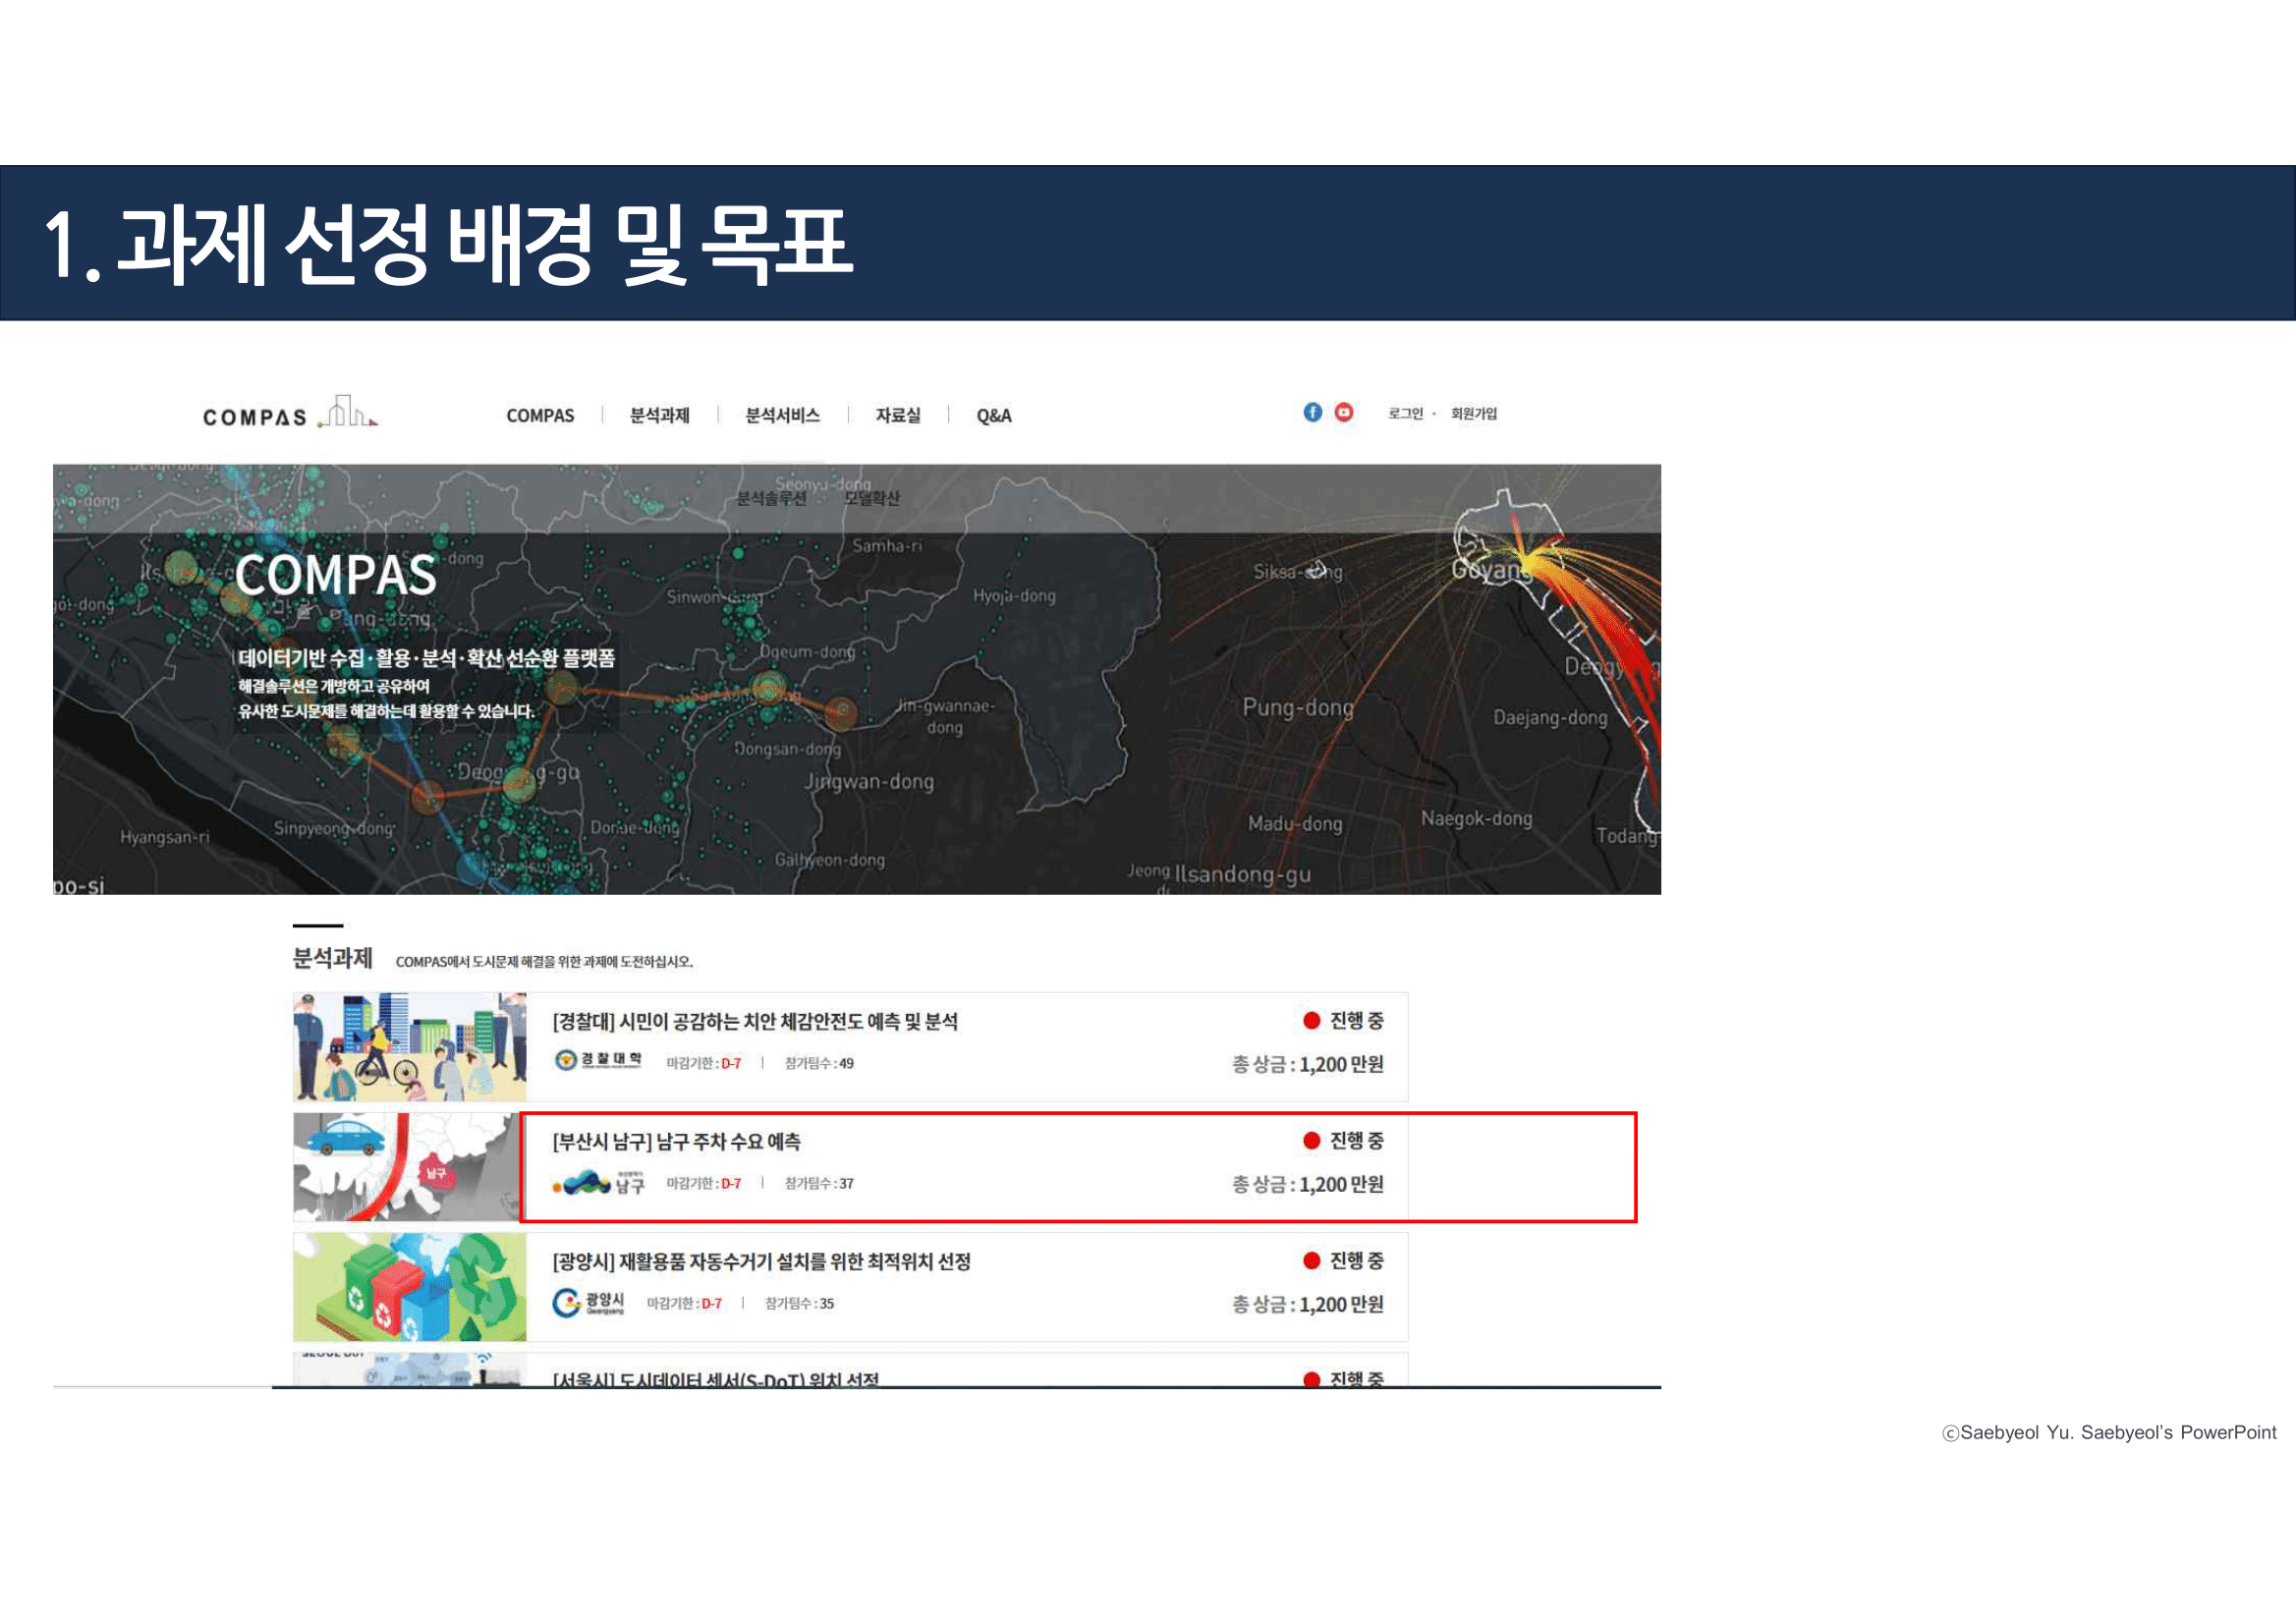 1. 과제 선정 배경 및 목표
COMPAS
COMPAS 분석과제 분석서비스 자료실 Q&A
로그인 · 회원가입
분석솔루션 모델확산
Seonyu-dong
Samha-ri
COMPAS
Siksa-dong
Goyang
Sinwon-dong
Hyoja-dong
데이터기반 수집·활용·분석·확산 선순환 플랫폼
해결솔루션은 개방하고 공유하여
유사한 도시문제를 해결하는데 활용할 수 있습니다.
Ogeum-dong
Jin-gwannae-dong
Pung-dong
Daejang-dong
Dongsan-dong
Jingwan-dong
Hyangsan-ri
Sinpyeong-dong
Dorae-dong
Galhyeon-dong
Madu-dong
Naegok-dong
Todang-
po-si
Jeong
Ilsandong-gu
분석과제 COMPAS에서 도시문제 해결을 위한 과제에 도전하십시오.
[경찰대] 시민이 공감하는 치안 체감안전도 예측 및 분석 진행 중
경찰대학 마감기한 : D-7 참가팀수 : 49 총 상금 : 1,200 만원
[부산시 남구] 남구 주차 수요 예측 진행 중
남구
남구 마감기한 : D-7 참가팀수 : 37 총 상금 : 1,200 만원
[광양시] 재활용품 자동수거기 설치를 위한 최적위치 선정 진행 중
광양시 Gwangyang 마감기한 : D-7 참가팀수 : 35 총 상금 : 1,200 만원
[서울시] 도시데이터 센서(S-DoT) 위치 선정 진행 중
ⓒSaebyeol Yu. Saebyeol's PowerPoint